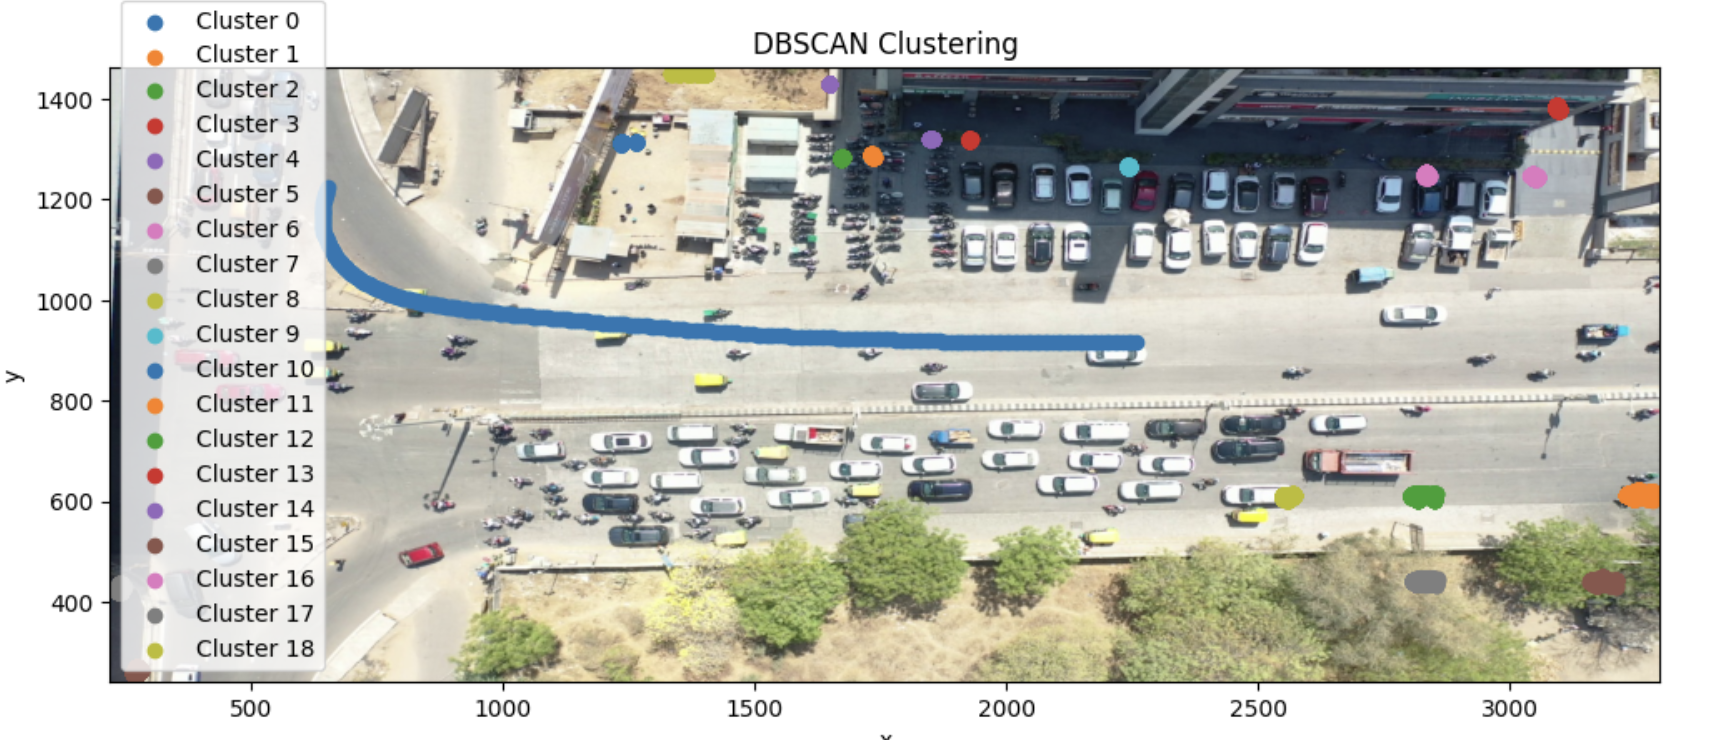 DBSCAN Clustering
Cluster 0
Cluster 1
Cluster 2
Cluster 3
Cluster 4
Cluster 5
Cluster 6
Cluster 7
Cluster 8
Cluster 9
Cluster 10
Cluster 11
Cluster 12
Cluster 13
Cluster 14
Cluster 15
Cluster 16
Cluster 17
Cluster 18
1400
1200
1000
800
600
400
y
500
1000
1500
2000
2500
3000